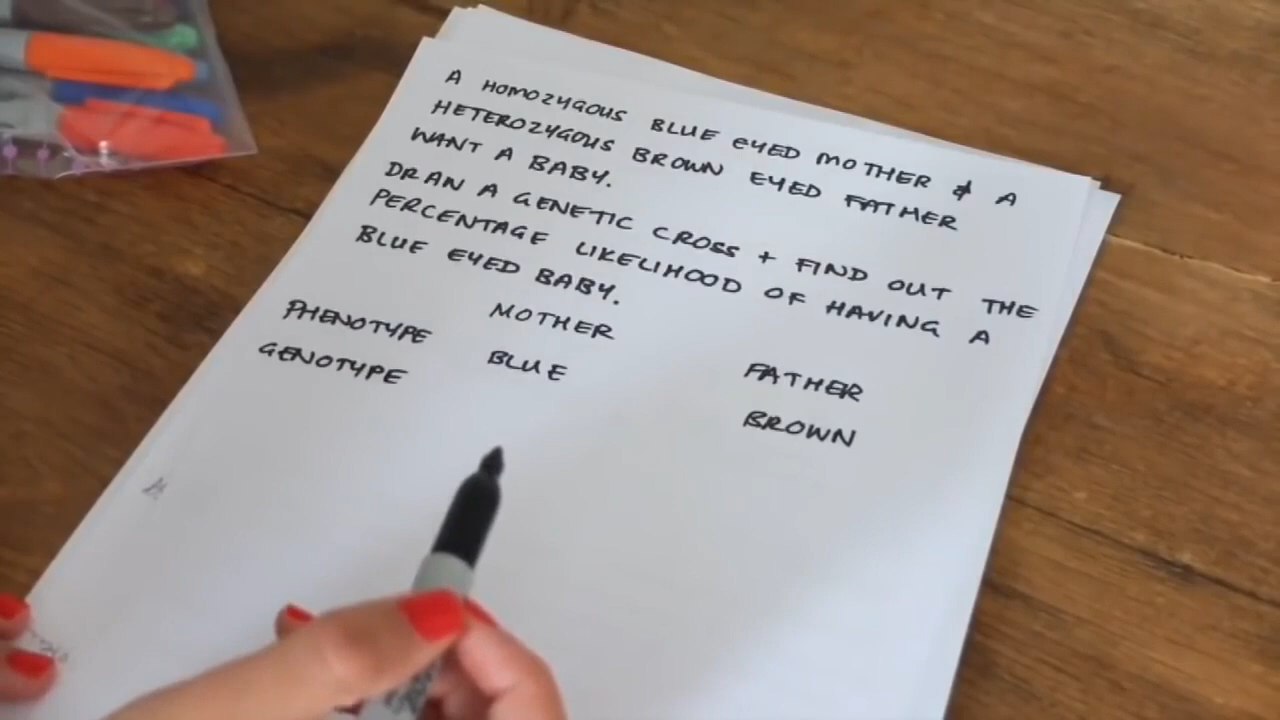 A HOMOZYGOUS BLUE EYED MOTHER & A
HETEROZYGOUS BROWN EYED FATHER
WANT A BABY.
DRAN A GENETIC CROSS + FIND OUT THE
PERCENTAGE LIKELIHOOD OF HAVING A
BLUE EYED BABY.
MOTHER FATHER
PHENOTYPE BLUE BROWN
GENOTYPE